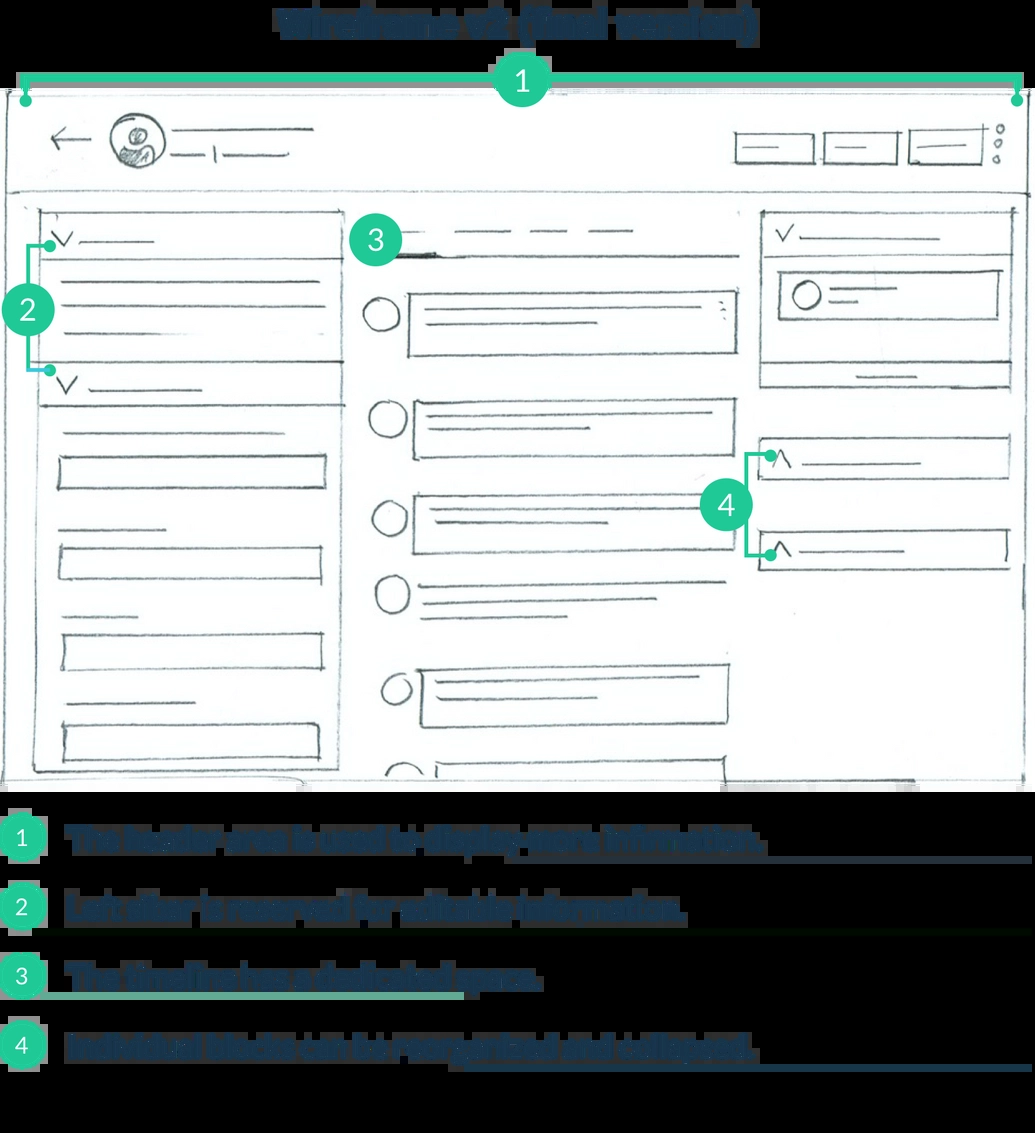 Wireframe v2 (final version)
1
2
3
4
1 The header area is used to display more information.
2 Left sider is reserved for editable information.
3 The timeline has a dedicated space.
4 Individual blocks can be reorganized and collapsed.